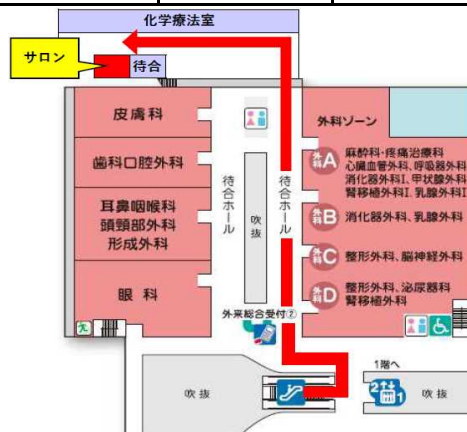 化学療法室
サロン
待合
皮膚科
歯科口腔外科
耳鼻咽喉科
頭頸部外科
形成外科
眼科
待合ホール
吹抜
待合ホール
外来総合受付②
外科ゾーン
外科A
麻酔科・疼痛治療科
心臓血管外科、呼吸器外科
消化器外科Ⅰ、甲状腺外科
腎移植外科Ⅰ、乳腺外科Ⅰ
外科B
消化器外科、乳腺外科
外科C
整形外科、脳神経外科
外科D
整形外科、泌尿器科
腎移植外科
吹抜
1階へ
2
1
吹抜